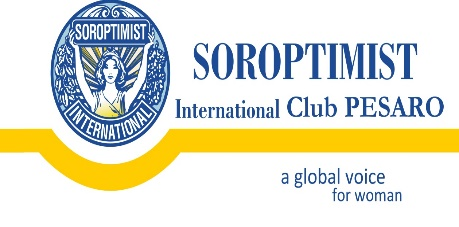 SOROPTIMIST
INTERNATIONAL
SOROPTIMIST
International Club PESARO
a global voice
for woman